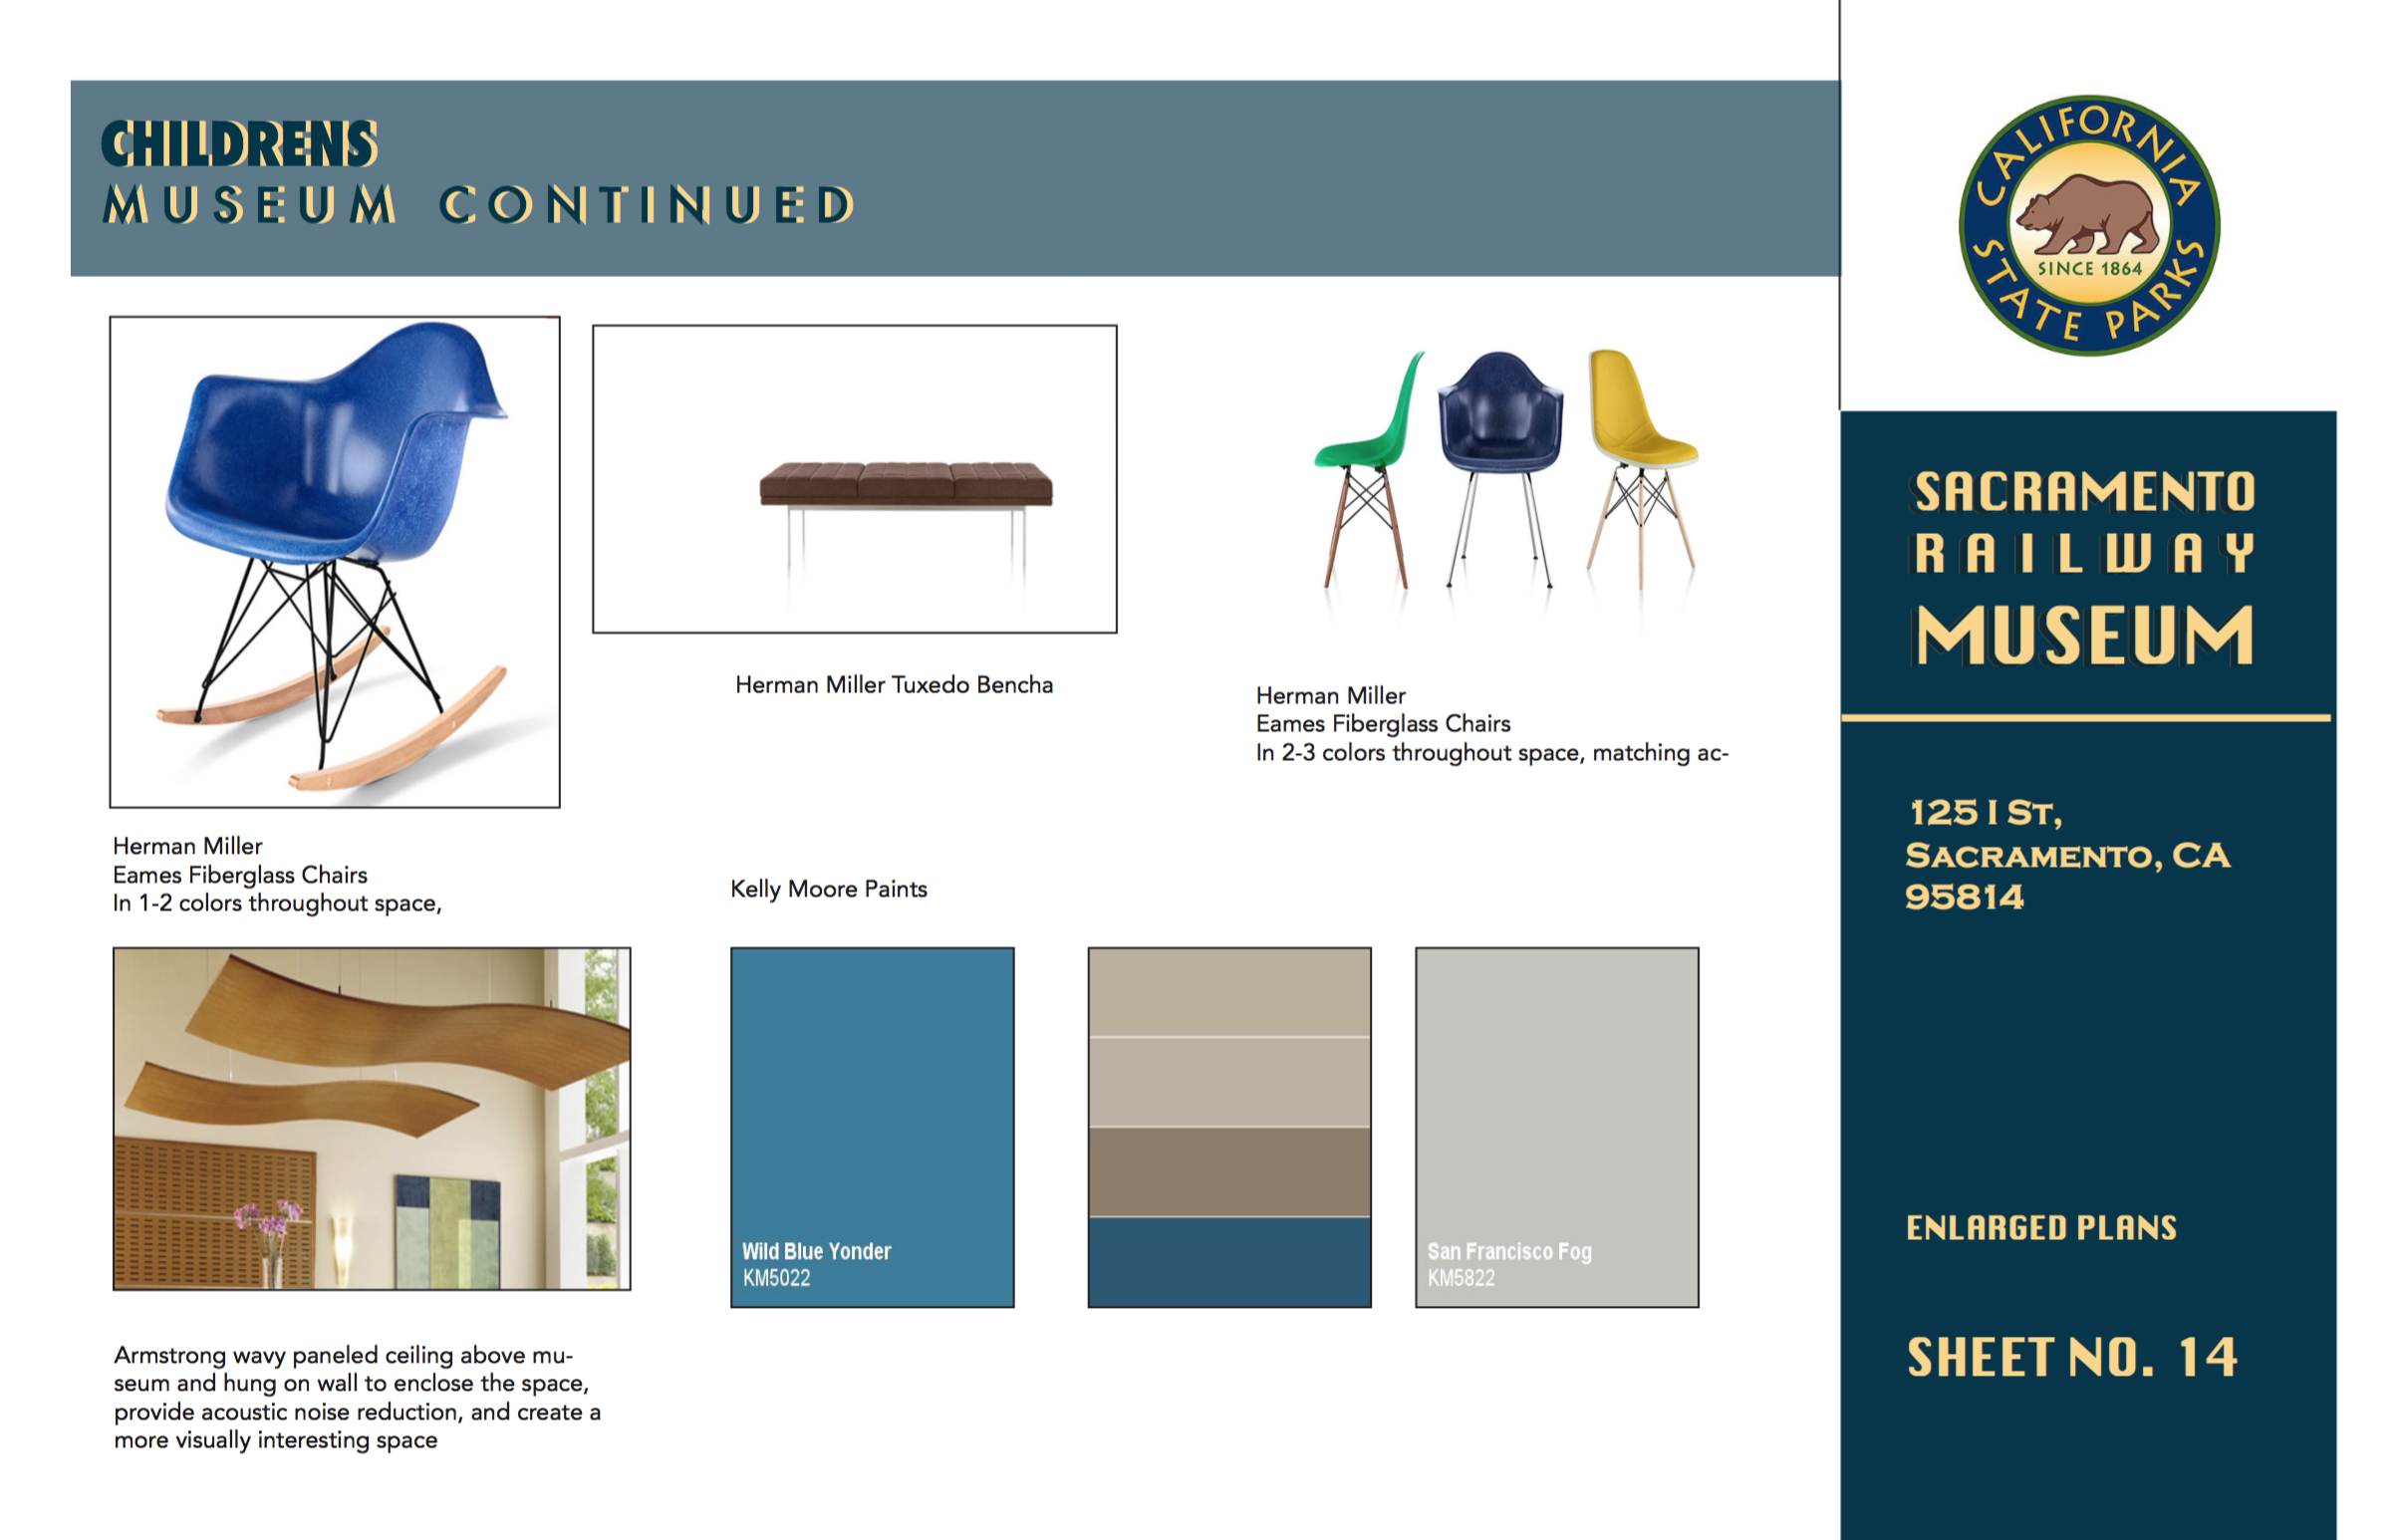 CHILDRENS
MUSEUM CONTINUED
Herman Miller Tuxedo Bencha
Herman Miller
Eames Fiberglass Chairs
In 2-3 colors throughout space, matching ac-
Herman Miller
Eames Fiberglass Chairs
In 1-2 colors throughout space,
Kelly Moore Paints
Wild Blue Yonder
KM5022
San Francisco Fog
KM5822
Armstrong wavy paneled ceiling above mu-
seum and hung on wall to enclose the space,
provide acoustic noise reduction, and create a
more visually interesting space
CALIFORNIA
STATE PARKS
SINCE 1864
SACRAMENTO
RAILWAY
MUSEUM
125 I ST,
SACRAMENTO, CA
95814
ENLARGED PLANS
SHEET NO. 14